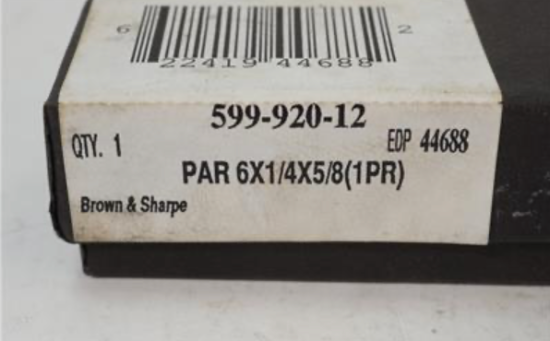 6 22419 44688 2
599-920-12
QTY. 1 EDP 44688
PAR 6X1/4X5/8(1PR)
Brown & Sharpe